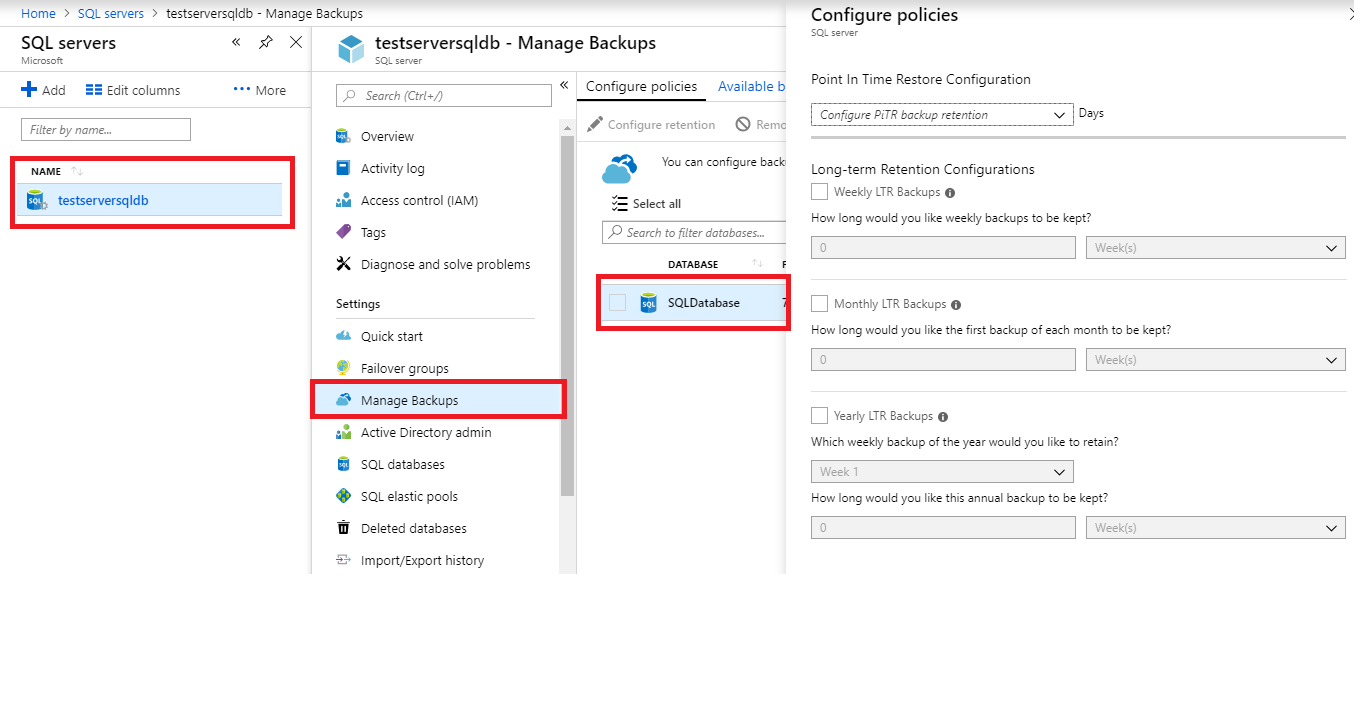 Home > SQL servers > testserversqldb - Manage Backups
SQL servers
Microsoft
Add Edit columns More
Filter by name...
NAME
SQL testserversqldb
testserversqldb - Manage Backups
SQL server
Search (Ctrl+/)
Overview
Activity log
Access control (IAM)
Tags
Diagnose and solve problems
Settings
Quick start
Failover groups
Manage Backups
Active Directory admin
SQL databases
SQL elastic pools
Deleted databases
Import/Export history
Configure policies Available b
Configure retention Remo
You can configure back
Select all
Search to filter databases...
DATABASE
SQL SQLDatabase 7
Configure policies
SQL server
Point In Time Restore Configuration
Configure PiTR backup retention Days
Long-term Retention Configurations
Weekly LTR Backups
How long would you like weekly backups to be kept?
0 Week(s)
Monthly LTR Backups
How long would you like the first backup of each month to be kept?
0 Week(s)
Yearly LTR Backups
Which weekly backup of the year would you like to retain?
Week 1
How long would you like this annual backup to be kept?
0 Week(s)